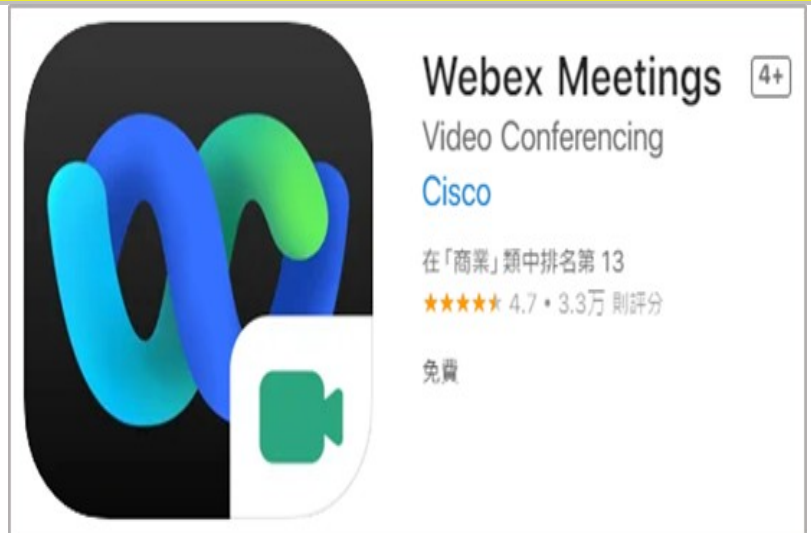 Webex Meetings 4+
Video Conferencing
Cisco
在「商業」類中排名第 13
4.7 • 3.3万 則評分
免費